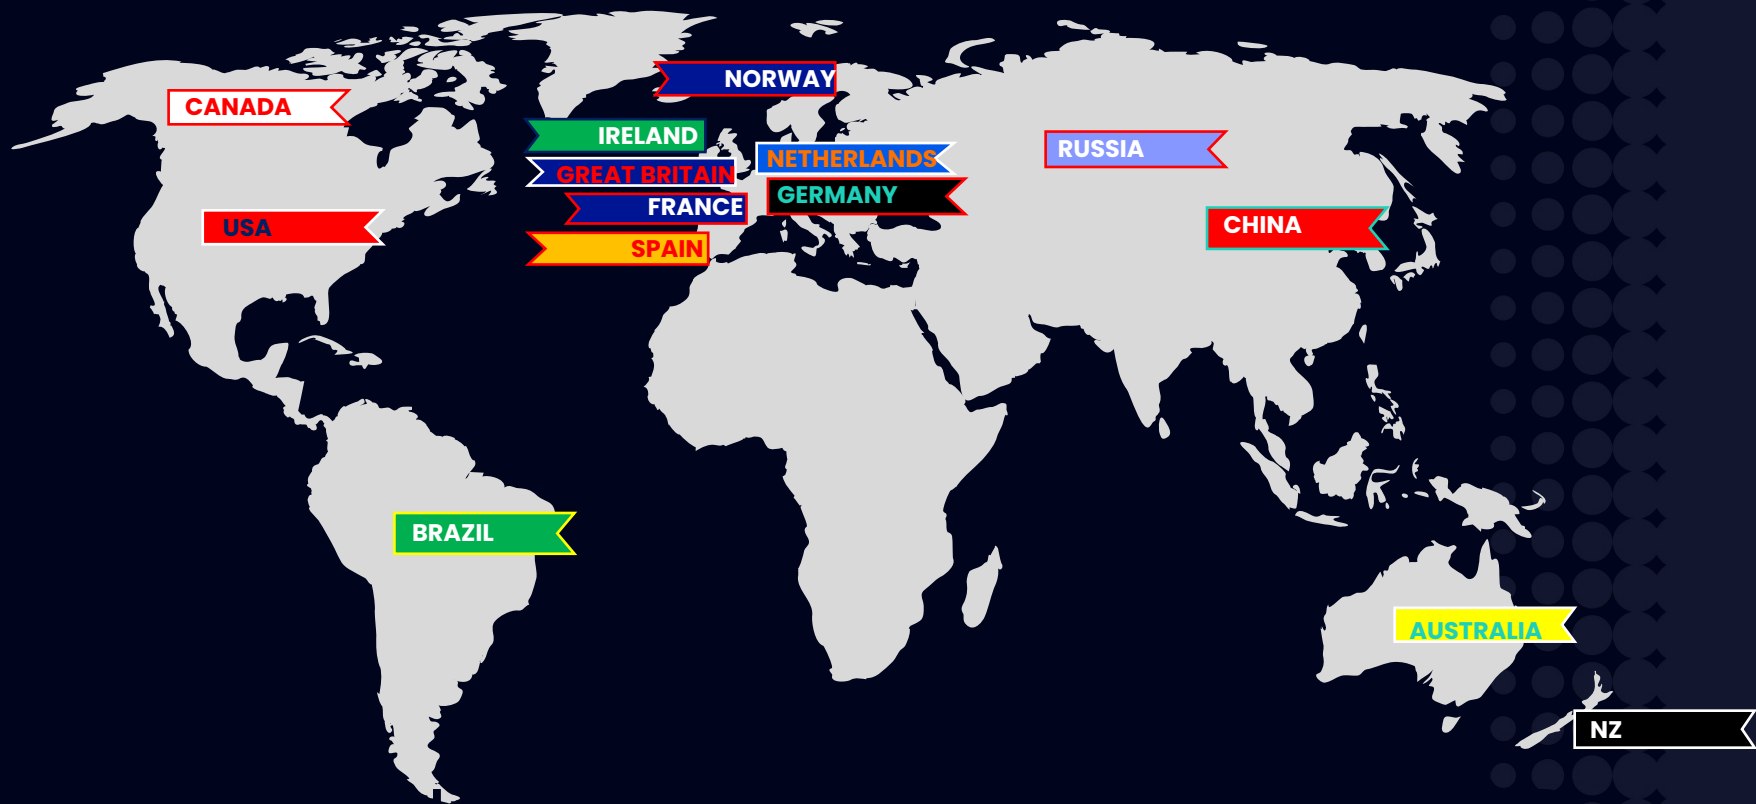 NORWAY
CANADA
IRELAND
NETHERLANDS
RUSSIA
GREAT BRITAIN
GERMANY
FRANCE
USA
CHINA
SPAIN
BRAZIL
AUSTRALIA
NZ